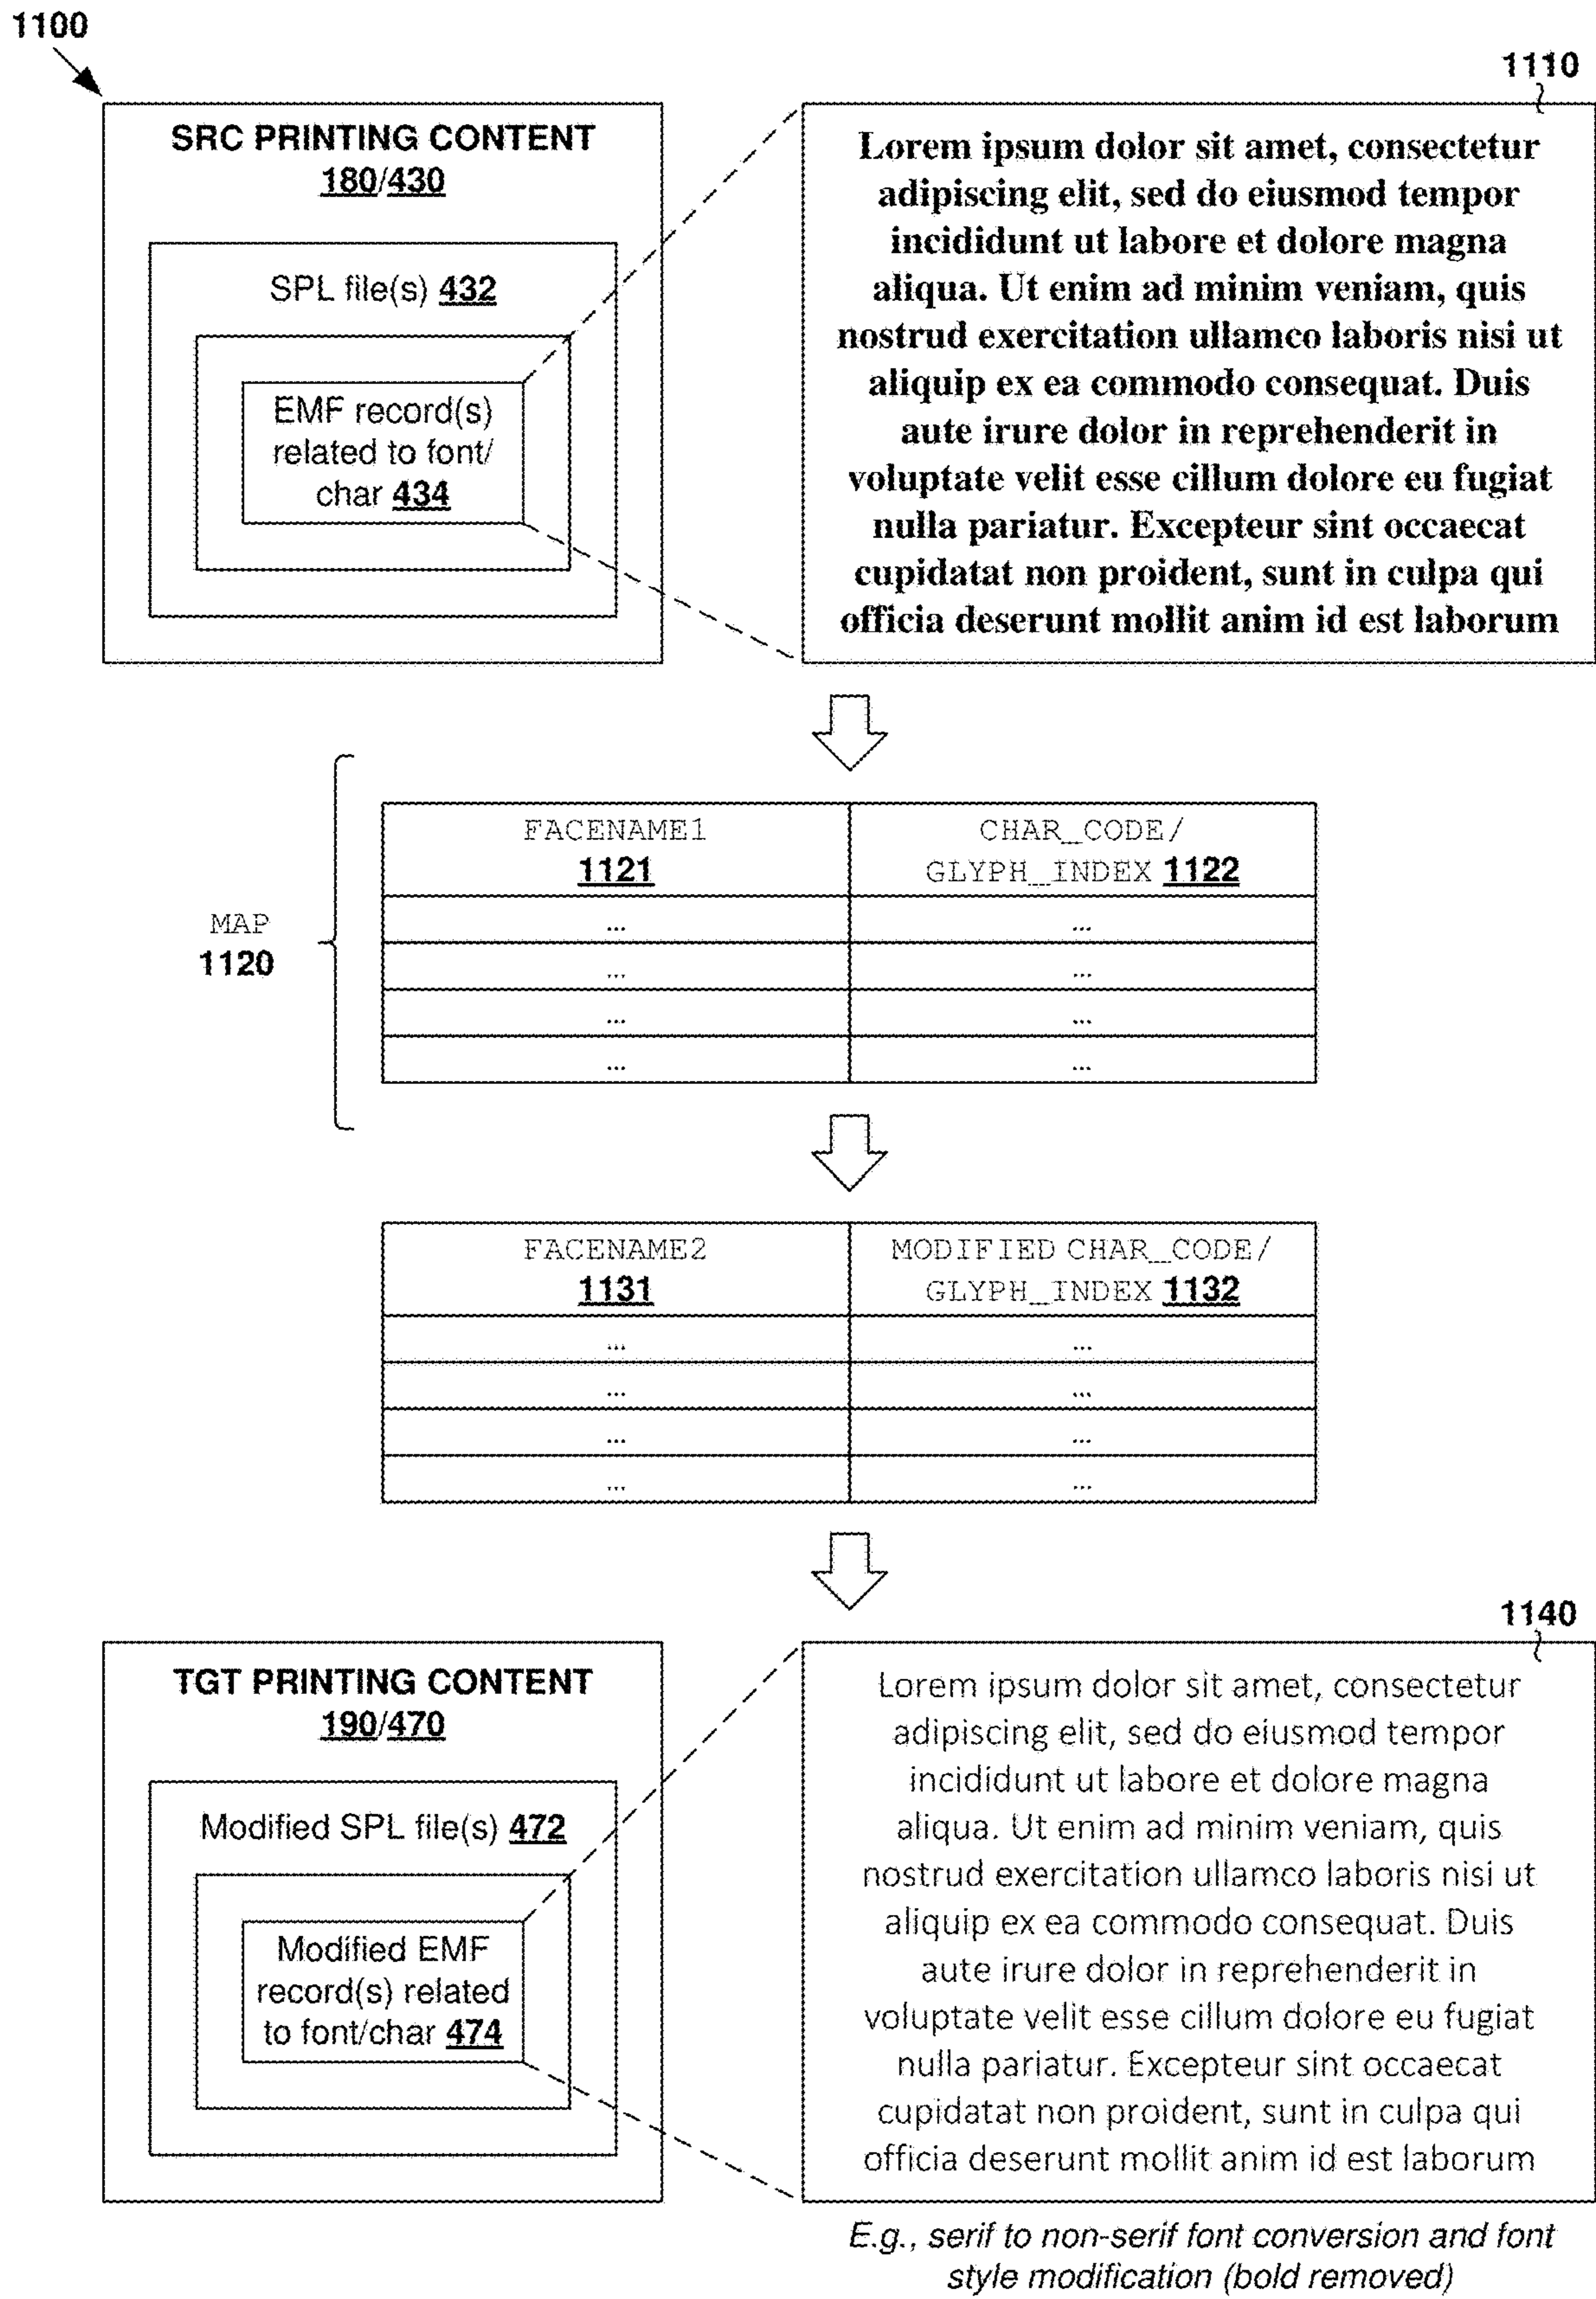 1100
SRC PRINTING CONTENT
180/430
SPL file(s) 432
EMF record(s)
related to font/
char 434
1110
Lorem ipsum dolor sit amet, consectetur
adipiscing elit, sed do eiusmod tempor
incididunt ut labore et dolore magna
aliqua. Ut enim ad minim veniam, quis
nostrud exercitation ullamco laboris nisi ut
aliquip ex ea commodo consequat. Duis
aute irure dolor in reprehenderit in
voluptate velit esse cillum dolore eu fugiat
nulla pariatur. Excepteur sint occaecat
cupidatat non proident, sunt in culpa qui
officia deserunt mollit anim id est laborum
MAP
1120
FACENAME1
1121
CHAR_CODE/
GLYPH_INDEX 1122
... ...
... ...
... ...
... ...
FACENAME2
1131
MODIFIED CHAR_CODE/
GLYPH_INDEX 1132
... ...
... ...
... ...
... ...
TGT PRINTING CONTENT
190/470
Modified SPL file(s) 472
Modified EMF
record(s) related
to font/char 474
1140
Lorem ipsum dolor sit amet, consectetur
adipiscing elit, sed do eiusmod tempor
incididunt ut labore et dolore magna
aliqua. Ut enim ad minim veniam, quis
nostrud exercitation ullamco laboris nisi ut
aliquip ex ea commodo consequat. Duis
aute irure dolor in reprehenderit in
voluptate velit esse cillum dolore eu fugiat
nulla pariatur. Excepteur sint occaecat
cupidatat non proident, sunt in culpa qui
officia deserunt mollit anim id est laborum
E.g., serif to non-serif font conversion and font
style modification (bold removed)